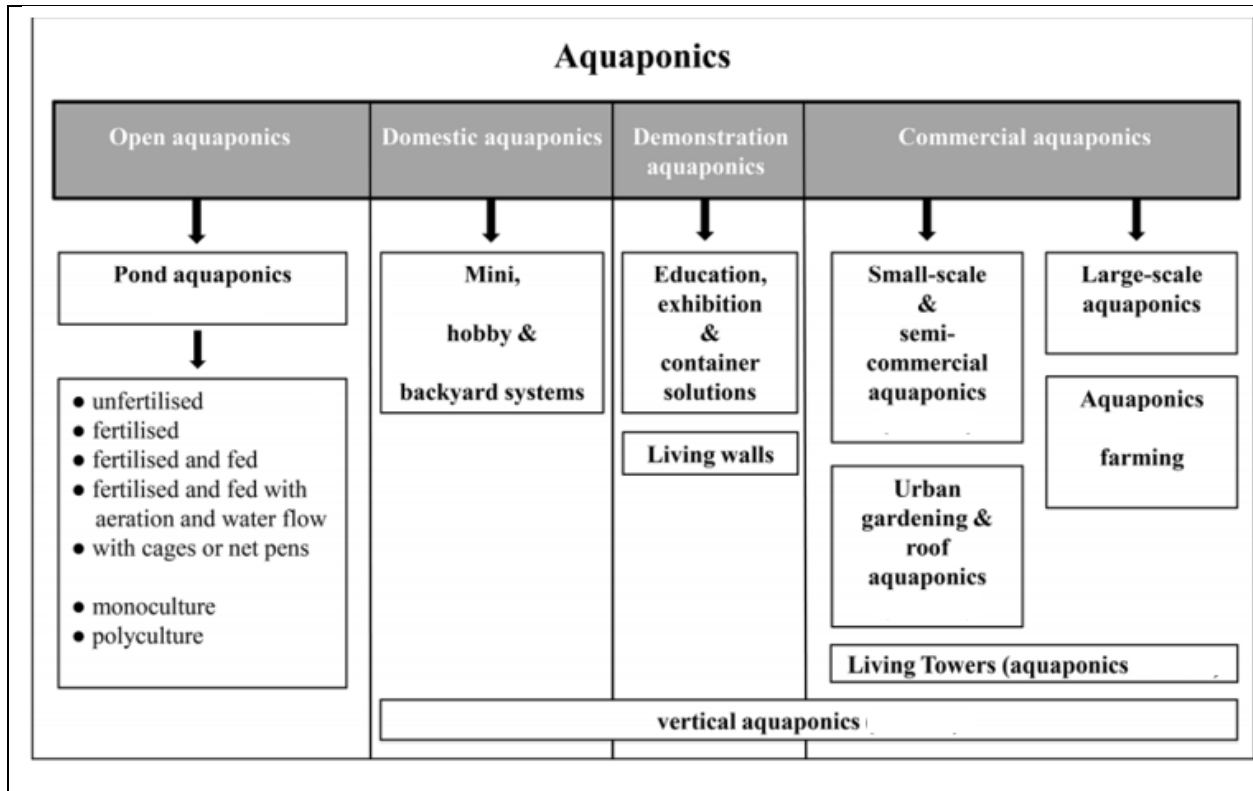 Aquaponics
Open aquaponics
Domestic aquaponics
Demonstration
aquaponics
Commercial aquaponics
Pond aquaponics
● unfertilised
● fertilised
● fertilised and fed
● fertilised and fed with
aeration and water flow
● with cages or net pens
● monoculture
● polyculture
Mini,
hobby &
backyard systems
Education,
exhibition
&
container
solutions
Living walls
Small-scale
&
semi-
commercial
aquaponics
Urban
gardening &
roof
aquaponics
Large-scale
aquaponics
Aquaponics
farming
Living Towers (aquaponics
vertical aquaponics (